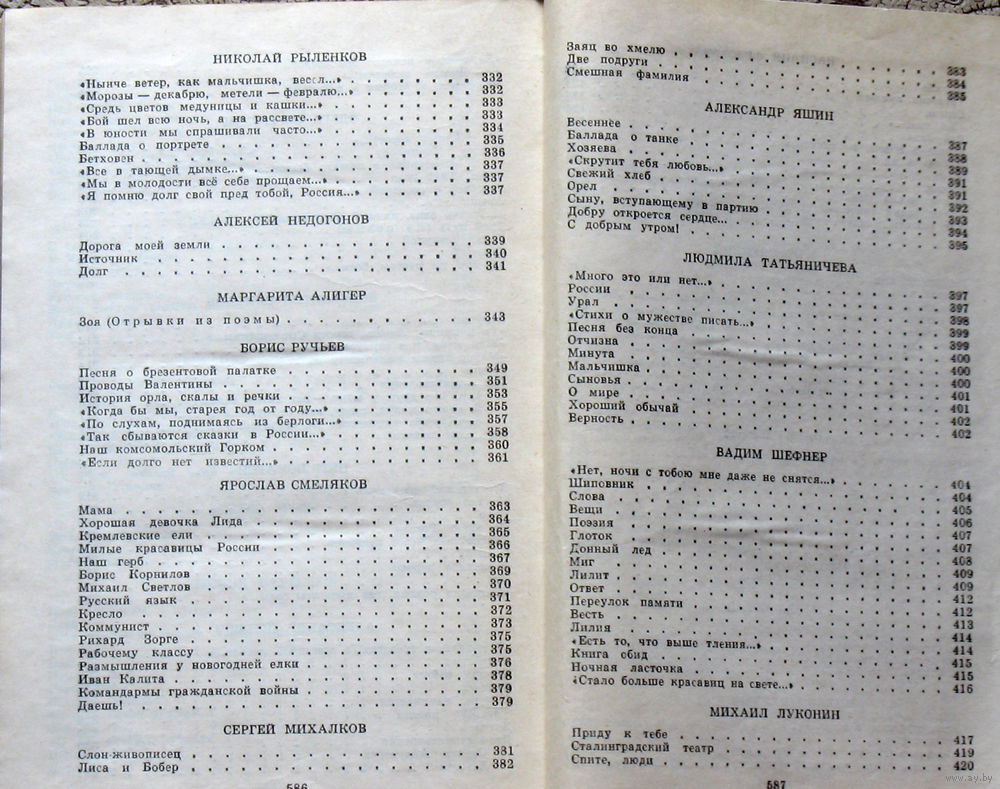 НИКОЛАЙ РЫЛЕНКОВ
«Нынче ветер, как мальчишка, весел...» 332
«Морозы — декабрю, метели — февралю...» 332
«Средь цветов медуницы и кашки...» 333
«Бой шел всю ночь, а на рассвете...» 333
«В юности мы спрашивали часто...» 334
Баллада о портрете 335
Бетховен 336
«Все в тающей дымке...» 337
«Мы в молодости всё себе прощаем...» 337
«Я помню долг свой пред тобой, Россия...» 337
АЛЕКСЕЙ НЕДОГОНОВ
Дорога моей земли 339
Источник 340
Долг 341
МАРГАРИТА АЛИГЕР
Зоя (Отрывки из поэмы) 343
БОРИС РУЧЬЕВ
Песня о брезентовой палатке 349
Проводы Валентины 351
История орла, скалы и речки 353
«Когда бы мы, старея год от году...» 355
«По слухам, поднимаясь из берлоги...» 357
«Так сбываются сказки в России...» 358
Наш комсомольский Горком 360
«Если долго нет известий...» 361
ЯРОСЛАВ СМЕЛЯКОВ
Мама 363
Хорошая девочка Лида 364
Кремлевские ели 365
Милые красавицы России 366
Наш герб 367
Борис Корнилов 369
Михаил Светлов 370
Русский язык 371
Кресло 372
Коммунист 373
Рихард Зорге 375
Рабочему классу 375
Размышления у новогодней елки 376
Иван Калита 378
Командармы гражданской войны 379
Даешь! 379
СЕРГЕЙ МИХАЛКОВ
Слон-живописец 381
Лиса и Бобер 382
586
Заяц во хмелю 383
Две подруги 384
Смешная фамилия 385
АЛЕКСАНДР ЯШИН
Весеннее 387
Баллада о танке 388
Хозяева 389
«Скрутит тебя любовь...» 391
Свежий хлеб 391
Орел 392
Сыну, вступающему в партию 393
Добру откроется сердце... 394
С добрым утром! 395
ЛЮДМИЛА ТАТЬЯНИЧЕВА
«Много это или нет...» 397
России 397
Урал 398
«Стихи о мужестве писать...» 399
Песня без конца 399
Отчизна 400
Минута 400
Мальчишка 400
Сыновья 401
О мире 401
Хороший обычай 402
Верность 402
ВАДИМ ШЕФНЕР
«Нет, ночи с тобою мне даже не снятся...» 404
Шиповник 404
Слова 405
Вещи 406
Поэзия 407
Глоток 407
Донный лед 408
Миг 409
Лилит 409
Ответ 412
Переулок памяти 412
Весть 413
Лилия 414
«Есть то, что выше тления...» 414
Книга обид 415
Ночная ласточка 415
«Стало больше красавиц на свете...» 416
МИХАИЛ ЛУКОНИН
Приду к тебе 417
Сталинградский театр 419
Спите, люди 420
587
www.ay.by